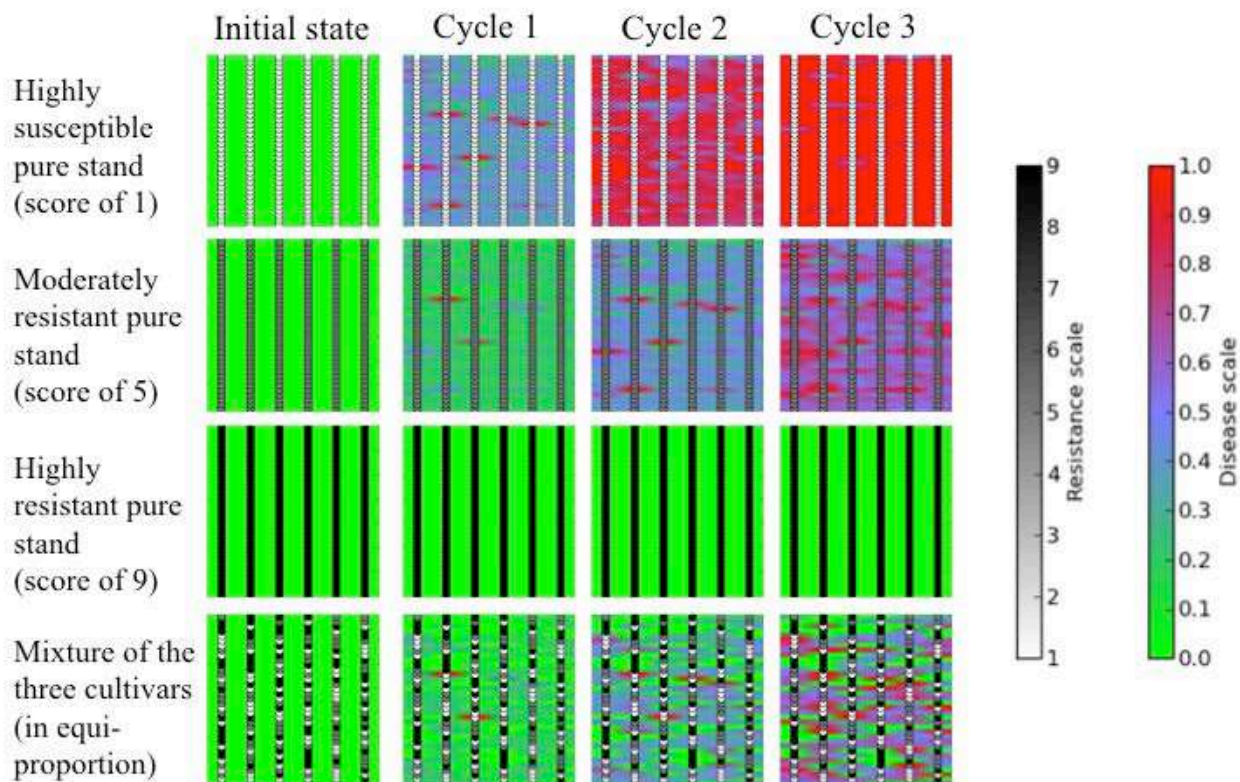 Initial state Cycle 1 Cycle 2 Cycle 3
Highly
susceptible
pure stand
(score of 1)
Moderately
resistant pure
stand
(score of 5)
Highly
resistant pure
stand
(score of 9)
Mixture of the
three cultivars
(in equi-
proportion)
9
8
7
6
5
4
3
2
1
Resistance scale
1.0
0.9
0.8
0.7
0.6
0.5
0.4
0.3
0.2
0.1
0.0
Disease scale